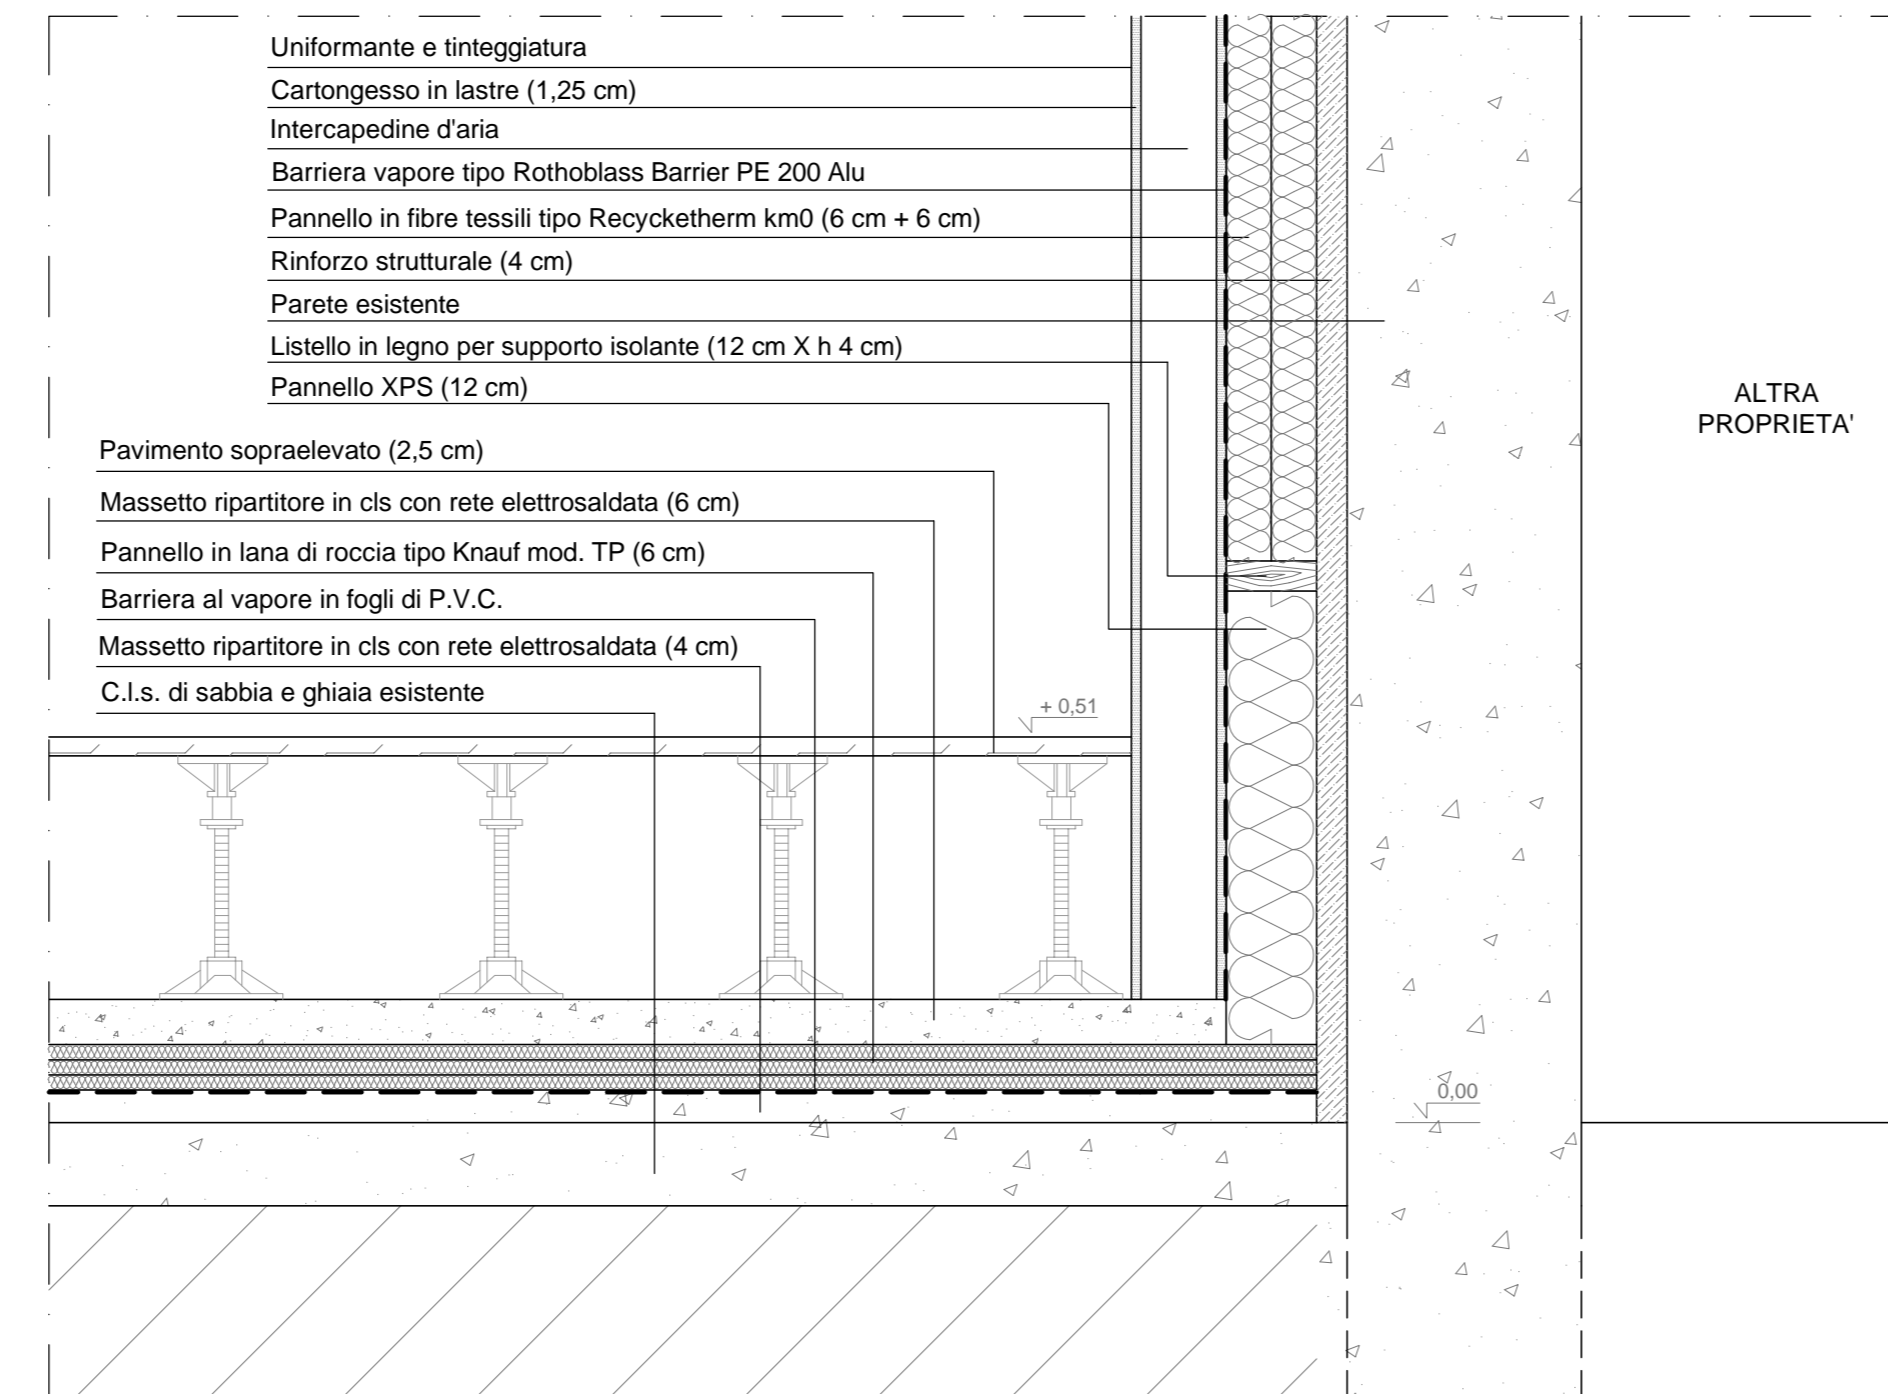 Uniformante e tinteggiatura
Cartongesso in lastre (1,25 cm)
Intercapedine d'aria
Barriera vapore tipo Rothoblass Barrier PE 200 Alu
Pannello in fibre tessili tipo Recycketherm km0 (6 cm + 6 cm)
Rinforzo strutturale (4 cm)
Parete esistente
Listello in legno per supporto isolante (12 cm X h 4 cm)
Pannello XPS (12 cm)
ALTRA
PROPRIETA'
Pavimento sopraelevato (2,5 cm)
Massetto ripartitore in cls con rete elettrosaldata (6 cm)
Pannello in lana di roccia tipo Knauf mod. TP (6 cm)
Barriera al vapore in fogli di P.V.C.
Massetto ripartitore in cls con rete elettrosaldata (4 cm)
C.l.s. di sabbia e ghiaia esistente
+ 0,51
0,00